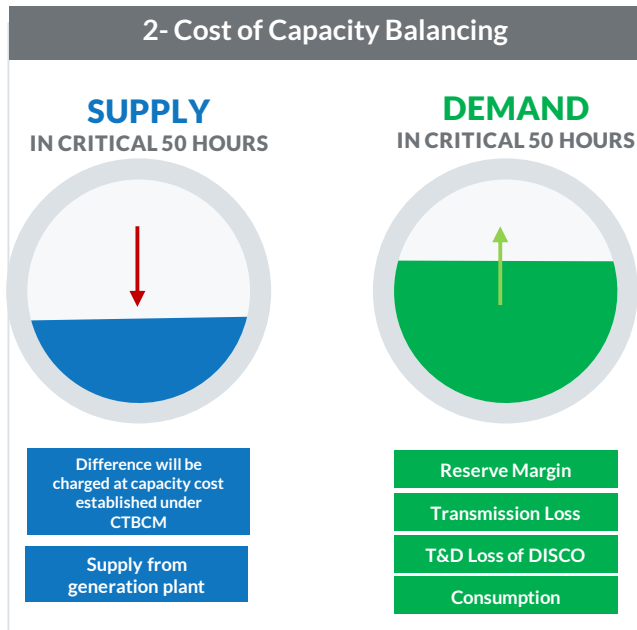 2- Cost of Capacity Balancing
SUPPLY
IN CRITICAL 50 HOURS
Difference will be
charged at capacity cost
established under
CTBCM
Supply from
generation plant
DEMAND
IN CRITICAL 50 HOURS
Reserve Margin
Transmission Loss
T&D Loss of DISCO
Consumption